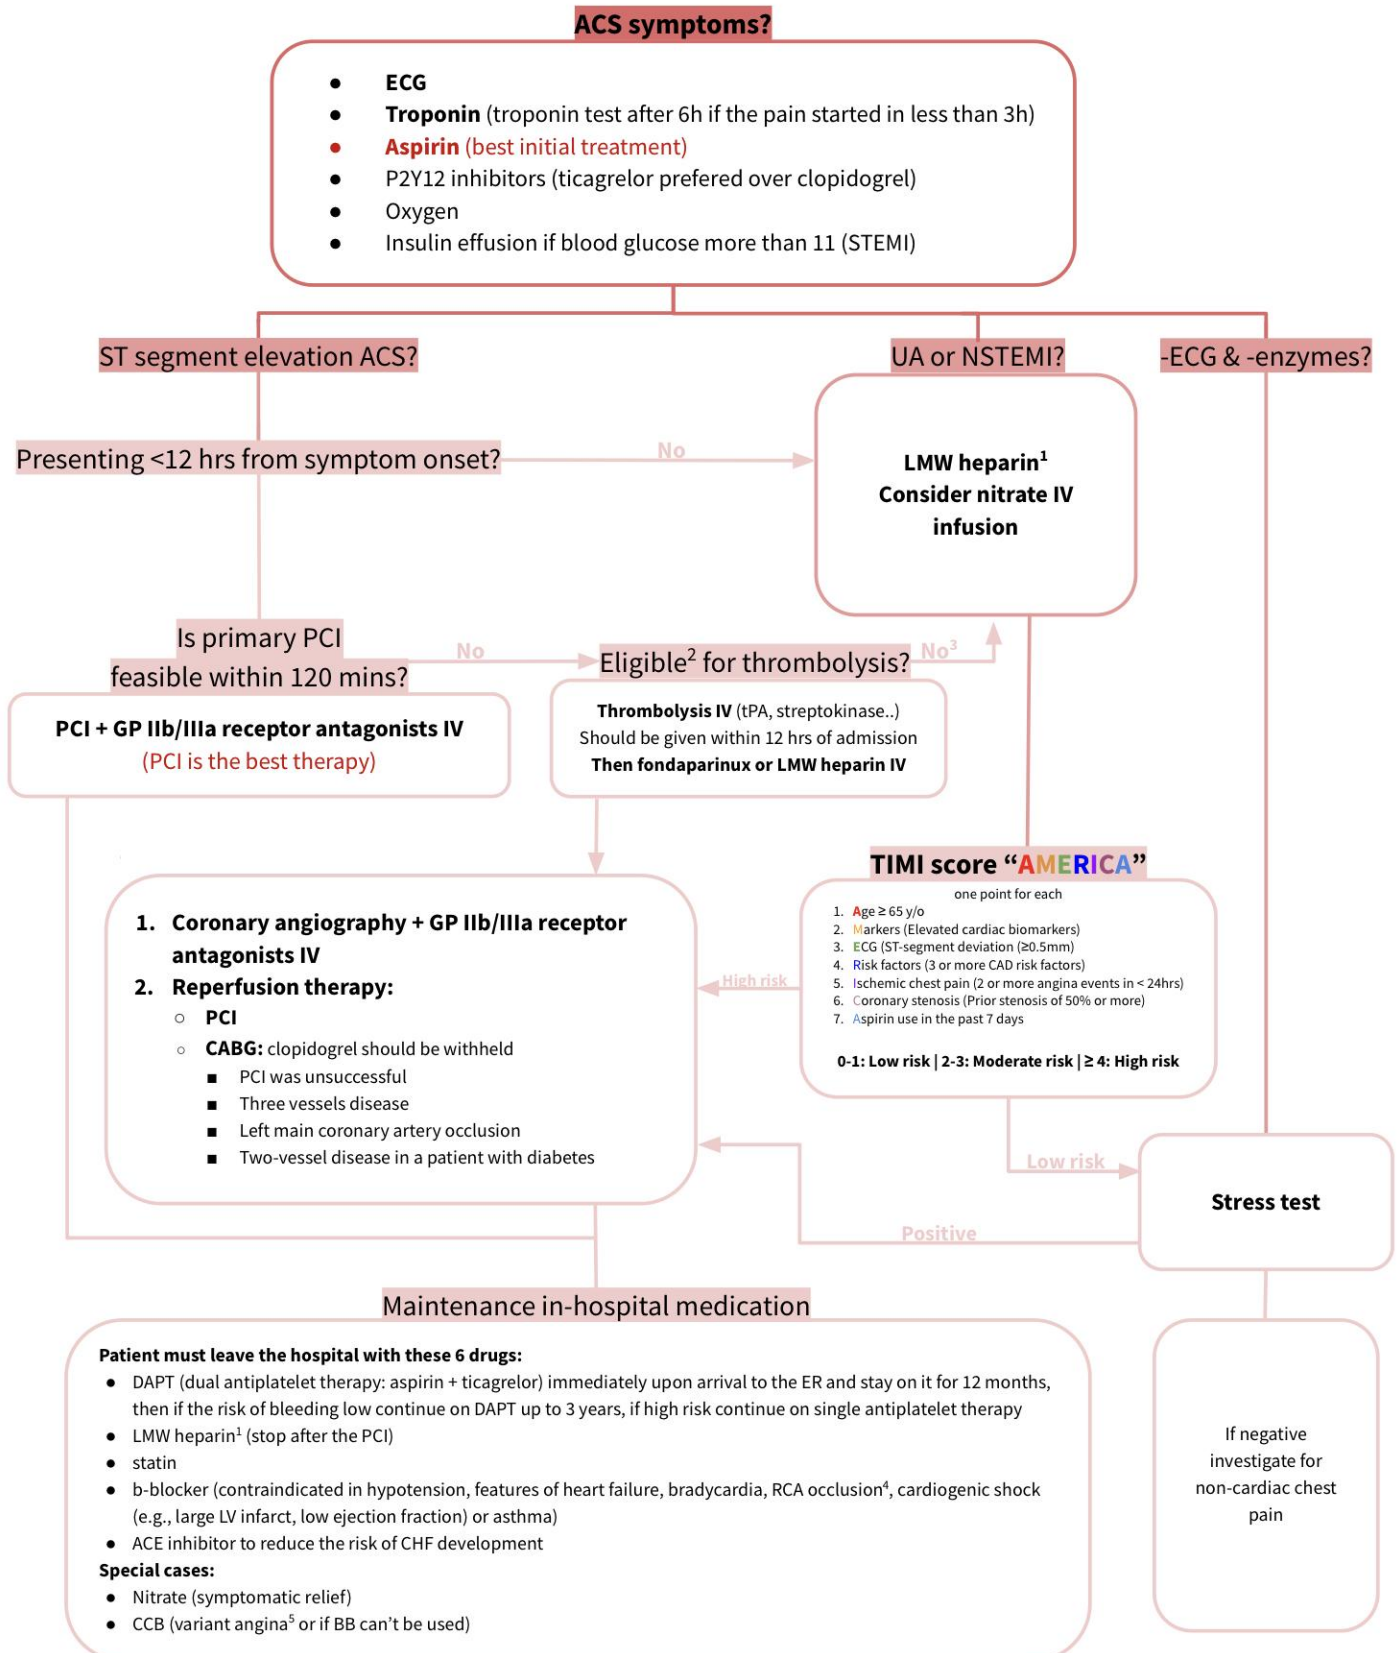 ACS symptoms?
● ECG
● Troponin (troponin test after 6h if the pain started in less than 3h)
● Aspirin (best initial treatment)
● P2Y12 inhibitors (ticagrelor prefered over clopidogrel)
● Oxygen
● Insulin effusion if blood glucose more than 11 (STEMI)
ST segment elevation ACS?
UA or NSTEMI?
-ECG & -enzymes?
Presenting <12 hrs from symptom onset?
No
LMW heparin¹
Consider nitrate IV
infusion
Is primary PCI
feasible within 120 mins?
No
Eligible² for thrombolysis?
No³
PCI + GP IIb/IIIa receptor antagonists IV
(PCI is the best therapy)
Thrombolysis IV (tPA, streptokinase..)
Should be given within 12 hrs of admission
Then fondaparinux or LMW heparin IV
TIMI score “AMERICA”
one point for each
1. Age ≥ 65 y/o
2. Markers (Elevated cardiac biomarkers)
3. ECG (ST-segment deviation (≥0.5mm)
4. Risk factors (3 or more CAD risk factors)
5. Ischemic chest pain (2 or more angina events in < 24hrs)
6. Coronary stenosis (Prior stenosis of 50% or more)
7. Aspirin use in the past 7 days
0-1: Low risk | 2-3: Moderate risk | ≥ 4: High risk
High risk
1. Coronary angiography + GP IIb/IIIa receptor
antagonists IV
2. Reperfusion therapy:
○ PCI
○ CABG: clopidogrel should be withheld
■ PCI was unsuccessful
■ Three vessels disease
■ Left main coronary artery occlusion
■ Two-vessel disease in a patient with diabetes
Low risk
Stress test
Positive
Maintenance in-hospital medication
Patient must leave the hospital with these 6 drugs:
● DAPT (dual antiplatelet therapy: aspirin + ticagrelor) immediately upon arrival to the ER and stay on it for 12 months,
then if the risk of bleeding low continue on DAPT up to 3 years, if high risk continue on single antiplatelet therapy
● LMW heparin¹ (stop after the PCI)
● statin
● b-blocker (contraindicated in hypotension, features of heart failure, bradycardia, RCA occlusion⁴, cardiogenic shock
(e.g., large LV infarct, low ejection fraction) or asthma)
● ACE inhibitor to reduce the risk of CHF development
Special cases:
● Nitrate (symptomatic relief)
● CCB (variant angina⁵ or if BB can’t be used)
If negative
investigate for
non-cardiac chest
pain